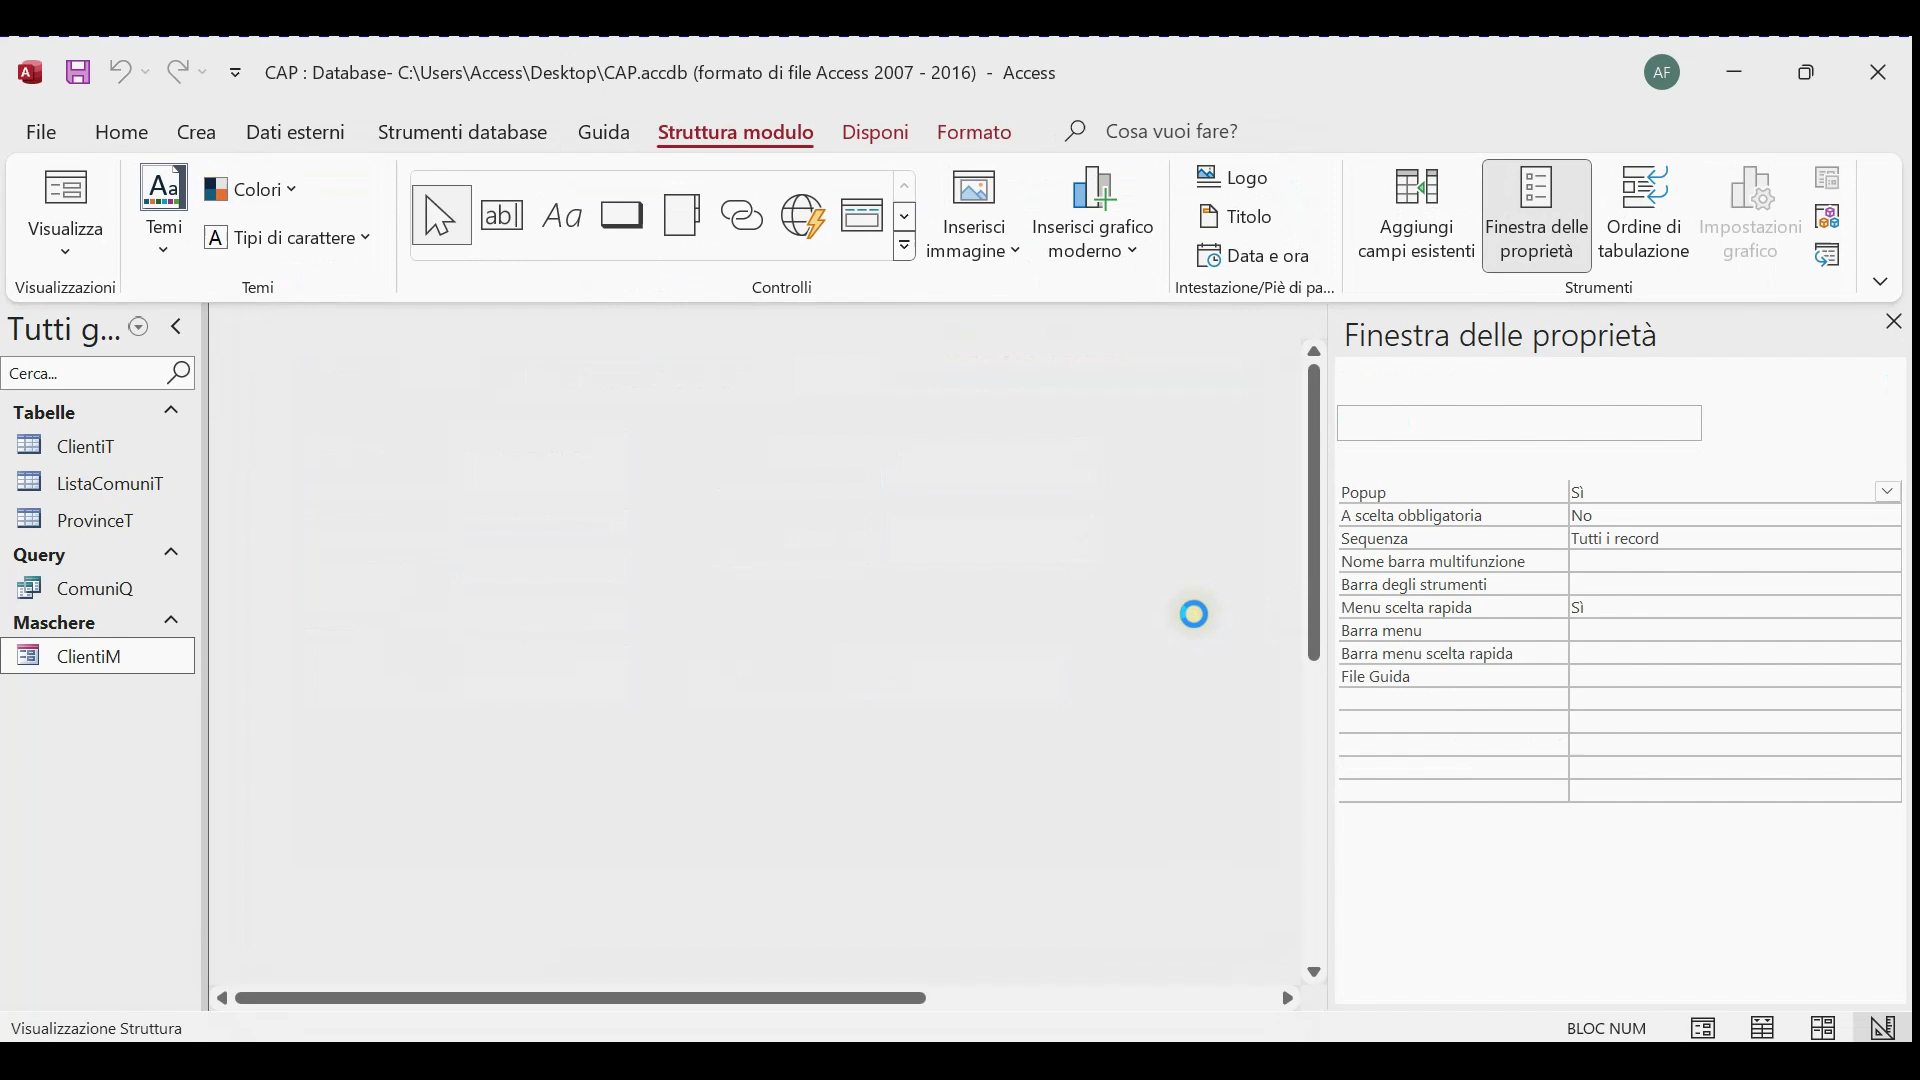 CAP : Database- C:\Users\Access\Desktop\CAP.accdb (formato di file Access 2007 - 2016) - Access
AF
File Home Crea Dati esterni Strumenti database Guida Struttura modulo Disponi Formato Cosa vuoi fare?
Visualizza
Visualizzazioni
Aa
Temi
Colori
A Tipi di carattere
Temi
ab
Aa
Controlli
Inserisci
immagine
Inserisci grafico
moderno
Logo
Titolo
Data e ora
Intestazione/Piè di pa...
Aggiungi
campi esistenti
Finestra delle
proprietà
Ordine di
tabulazione
Impostazioni
grafico
Strumenti
Tutti g...
Cerca...
Tabelle
ClientiT
ListaComuniT
ProvinceT
Query
ComuniQ
Maschere
ClientiM
Finestra delle proprietà
Popup Sì
A scelta obbligatoria No
Sequenza Tutti i record
Nome barra multifunzione
Barra degli strumenti
Menu scelta rapida Sì
Barra menu
Barra menu scelta rapida
File Guida
Visualizzazione Struttura
BLOC NUM